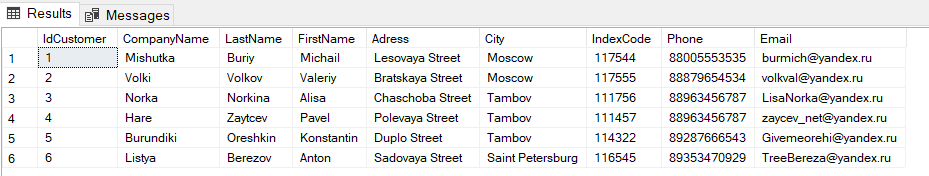 Results Messages
IdCustomer CompanyName LastName FirstName Adress City IndexCode Phone Email
1 1 Mishutka Buriy Michail Lesovaya Street Moscow 117544 88005553535 burmich@yandex.ru
2 2 Volki Volkov Valeriy Bratskaya Street Moscow 117555 88879654534 volkval@yandex.ru
3 3 Norka Norkina Alisa Chaschoba Street Tambov 111756 88963456787 LisaNorka@yandex.ru
4 4 Hare Zaytcev Pavel Polevaya Street Tambov 111457 88963456787 zaycev_net@yandex.ru
5 5 Burundiki Oreshkin Konstantin Duplo Street Tambov 114322 89287666543 Givemeorehi@yandex.ru
6 6 Listya Berezov Anton Sadovaya Street Saint Petersburg 116545 89353470929 TreeBereza@yandex.ru